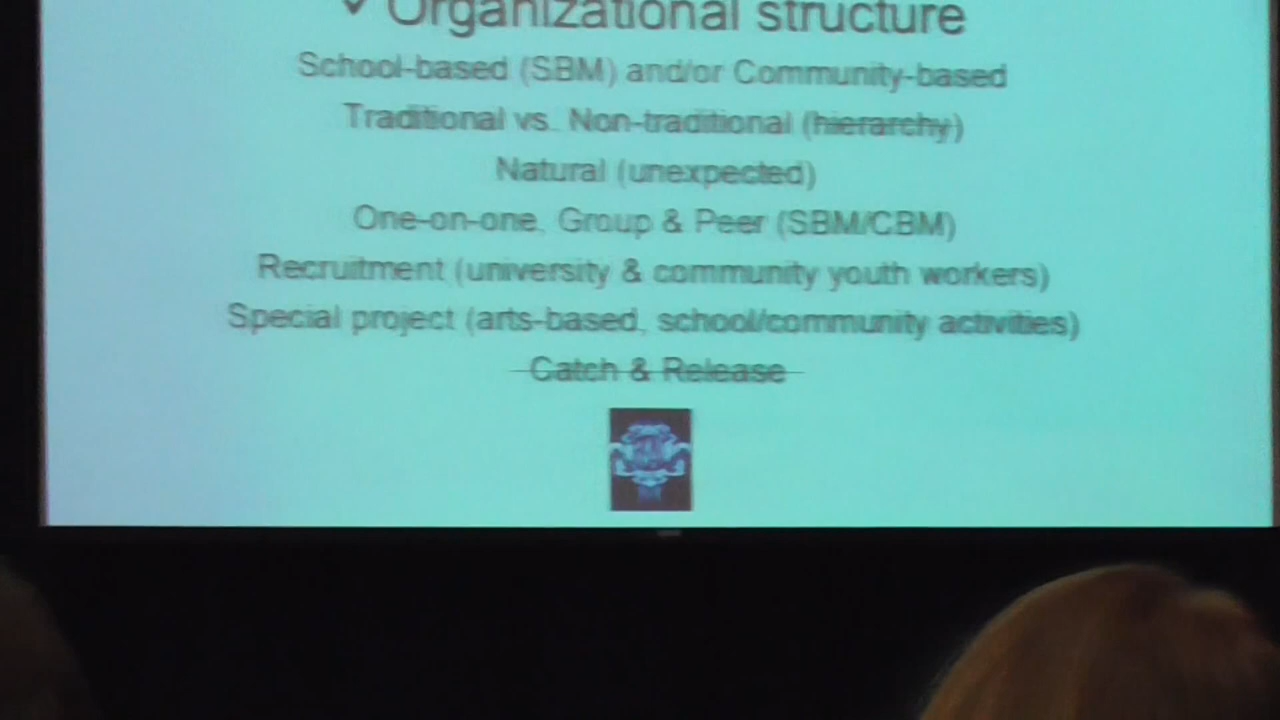 ✓ Organizational structure
School-based (SBM) and/or Community-based
Traditional vs. Non-traditional (hierarchy)
Natural (unexpected)
One-on-one, Group & Peer (SBM/CBM)
Recruitment (university & community youth workers)
Special project (arts-based, school/community activities)
Catch & Release